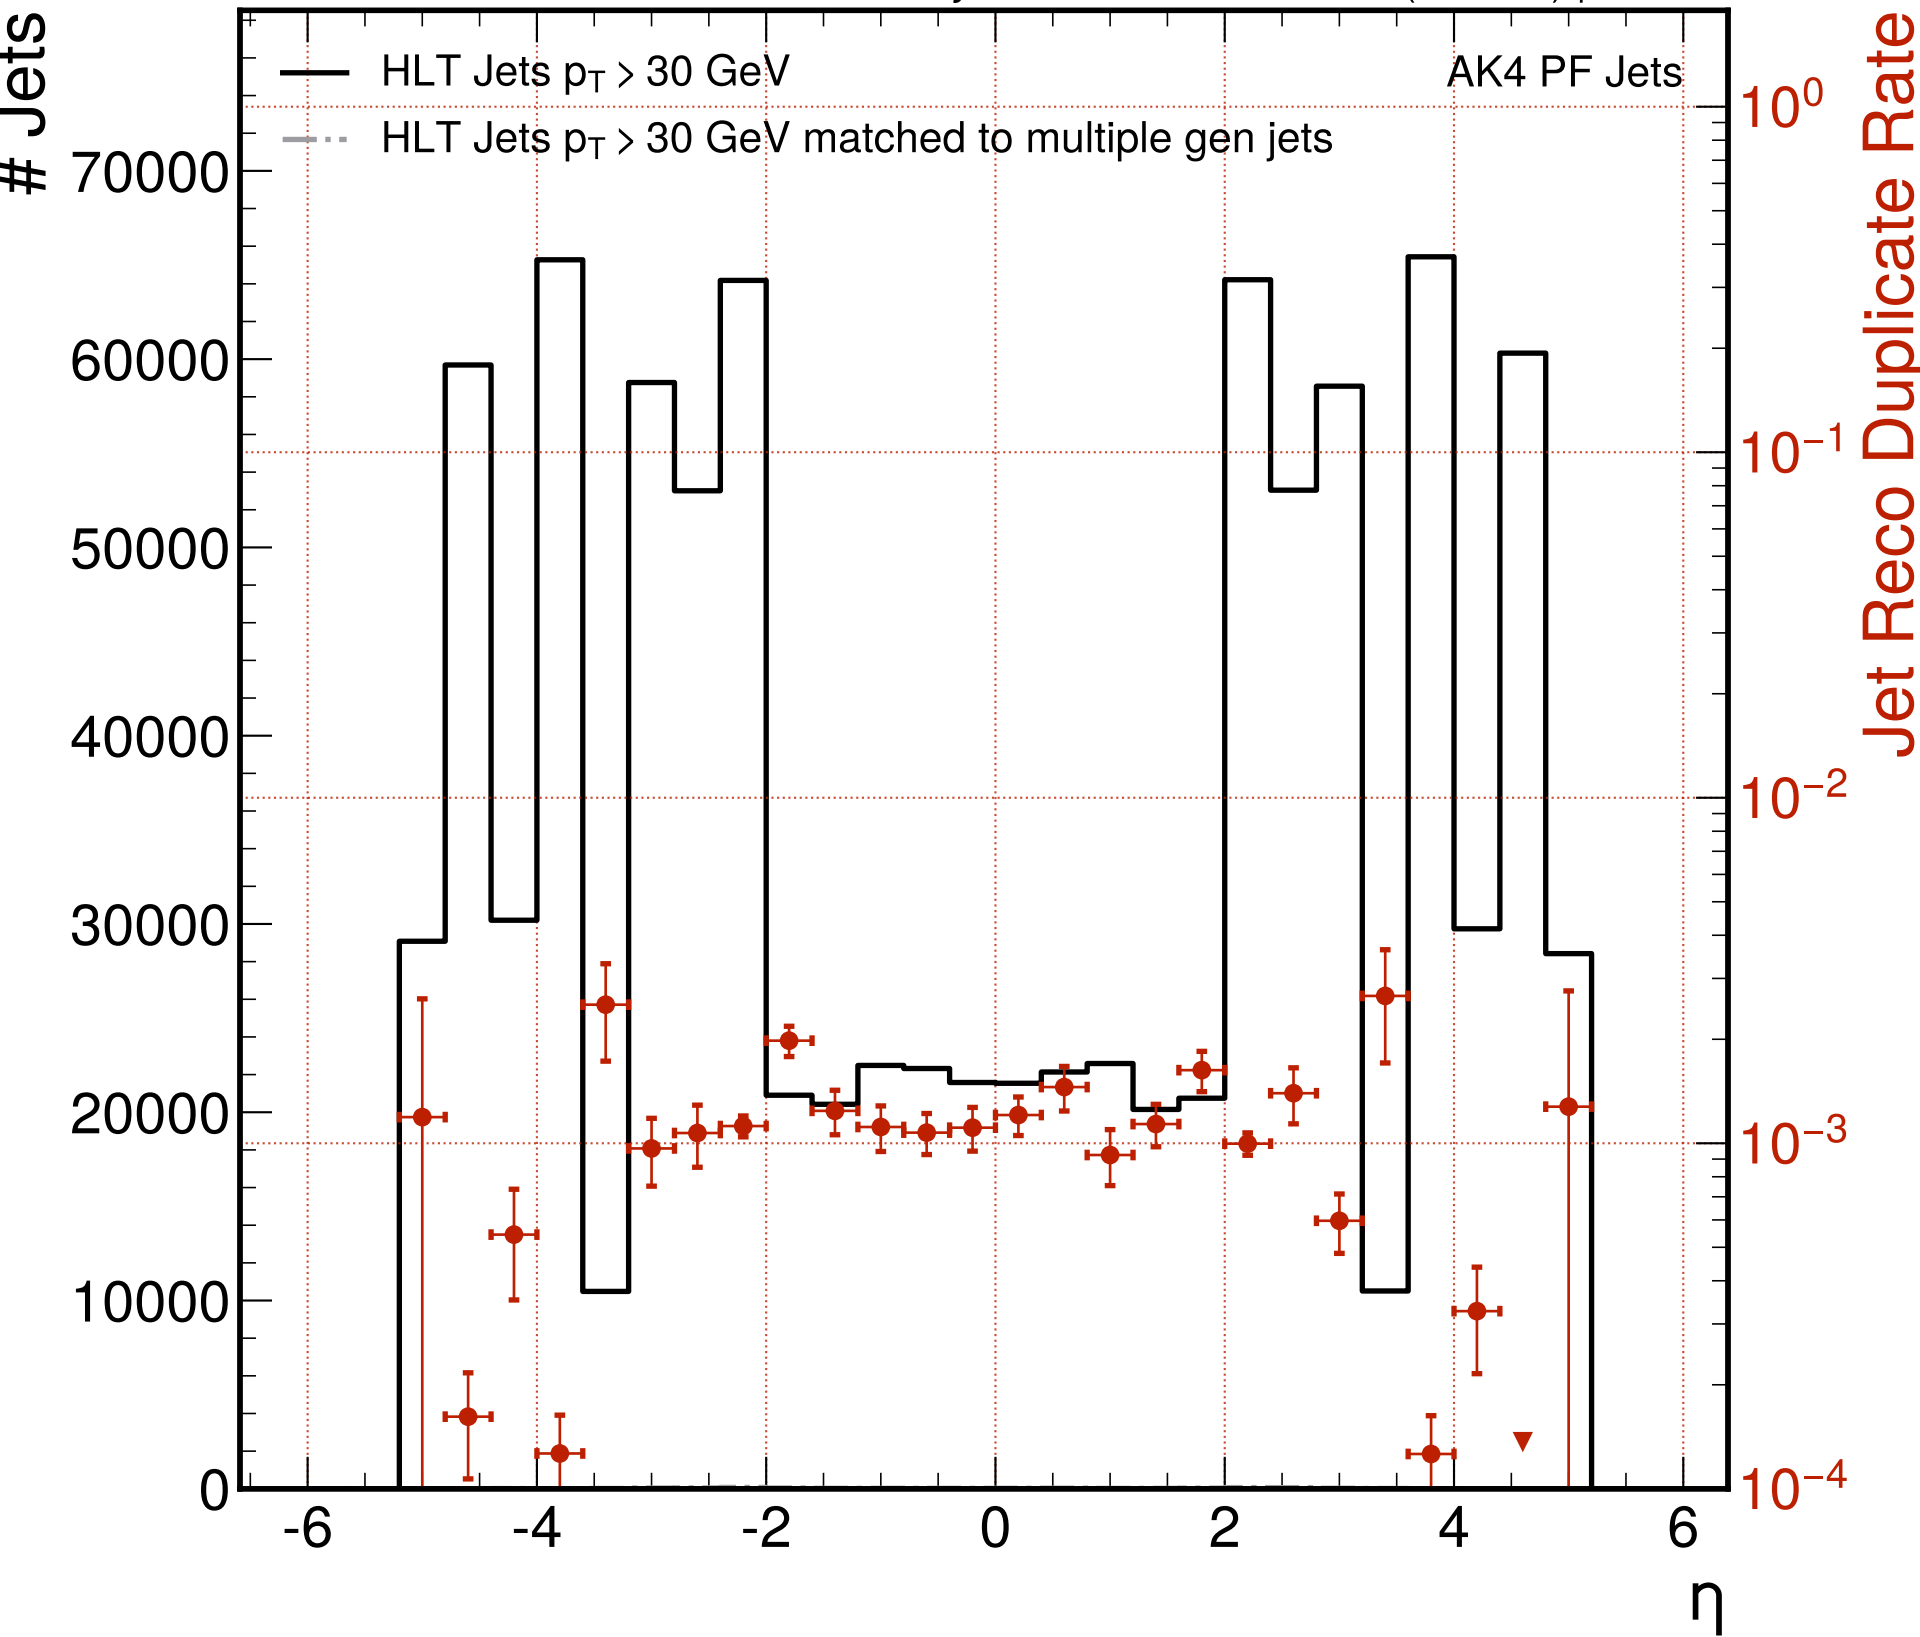 HLT Jets pT > 30 GeV
AK4 PF Jets
HLT Jets pT > 30 GeV matched to multiple gen jets
# Jets
70000
60000
50000
40000
30000
20000
10000
0
Jet Reco Duplicate Rate
10^0
10^−1
10^−2
10^−3
10^−4
-6 -4 -2 0 2 4 6
η